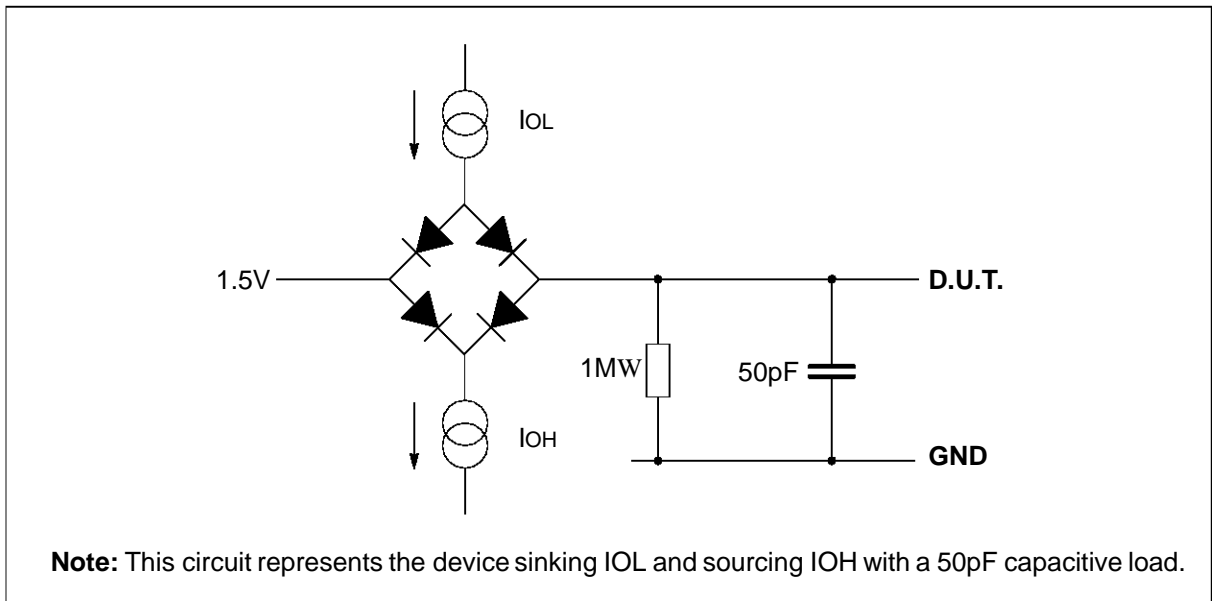 IOL
1.5V
D.U.T.
1MW
50pF
IOH
GND
Note: This circuit represents the device sinking IOL and sourcing IOH with a 50pF capacitive load.